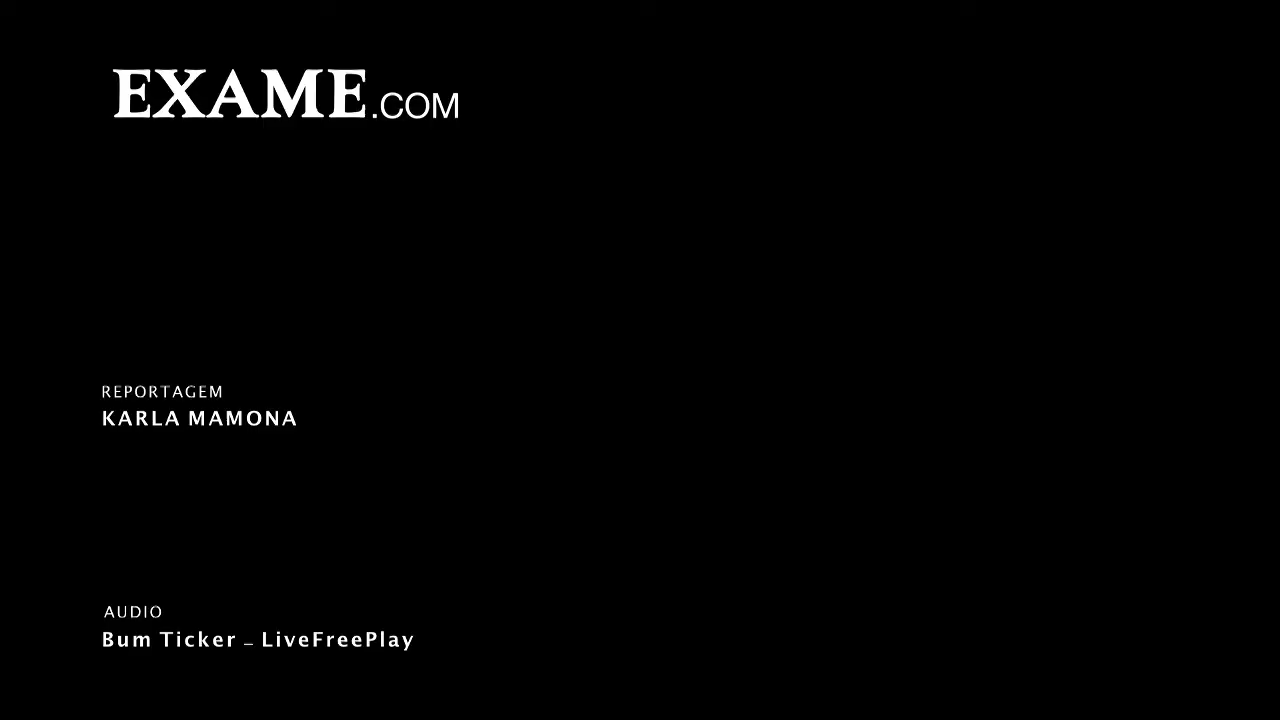 EXAME.COM
REPORTAGEM
KARLA MAMONA
AUDIO
Bum Ticker – LiveFreePlay